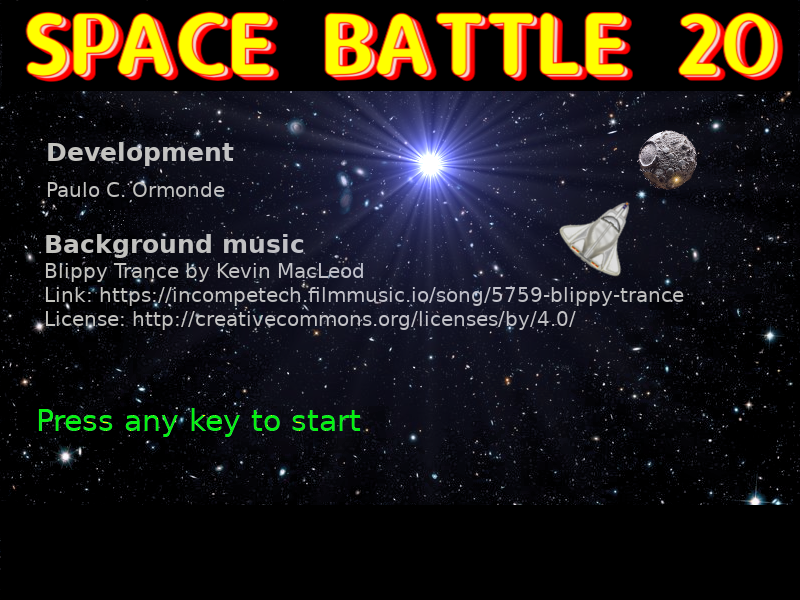 SPACE BATTLE 20
Development
Paulo C. Ormonde
Background music
Blippy Trance by Kevin MacLeod
Link: https://incompetech.filmmusic.io/song/5759-blippy-trance
License: http://creativecommons.org/licenses/by/4.0/
Press any key to start.